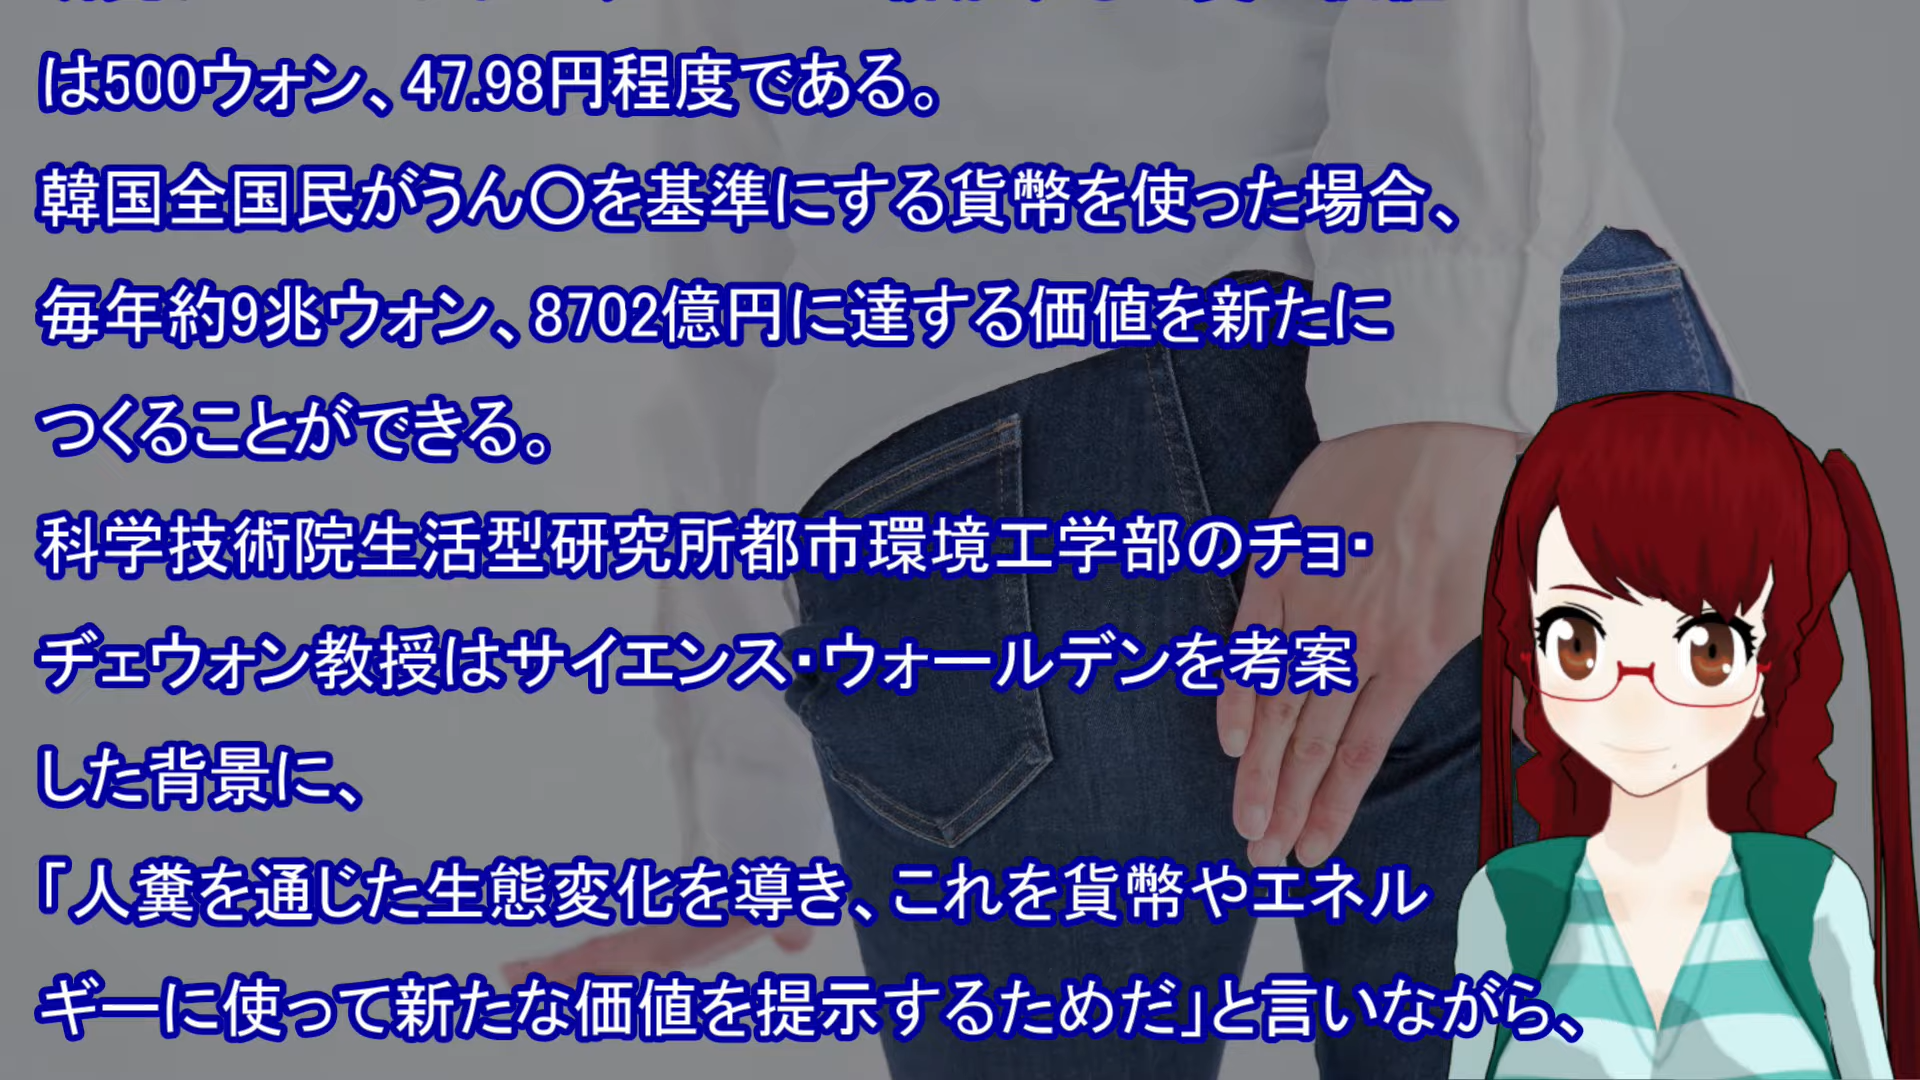 は500ウォン、47.98円程度である。
韓国全国民がうん〇を基準にする貨幣を使った場合、
毎年約9兆ウォン、8702億円に達する価値を新たに
つくることができる。
科学技術院生活型研究所都市環境工学部のチョ・
ヂェウォン教授はサイエンス・ウォールデンを考案
した背景に、
「人糞を通じた生態変化を導き、これを貨幣やエネル
ギーに使って新たな価値を提示するためだ」と言いながら、